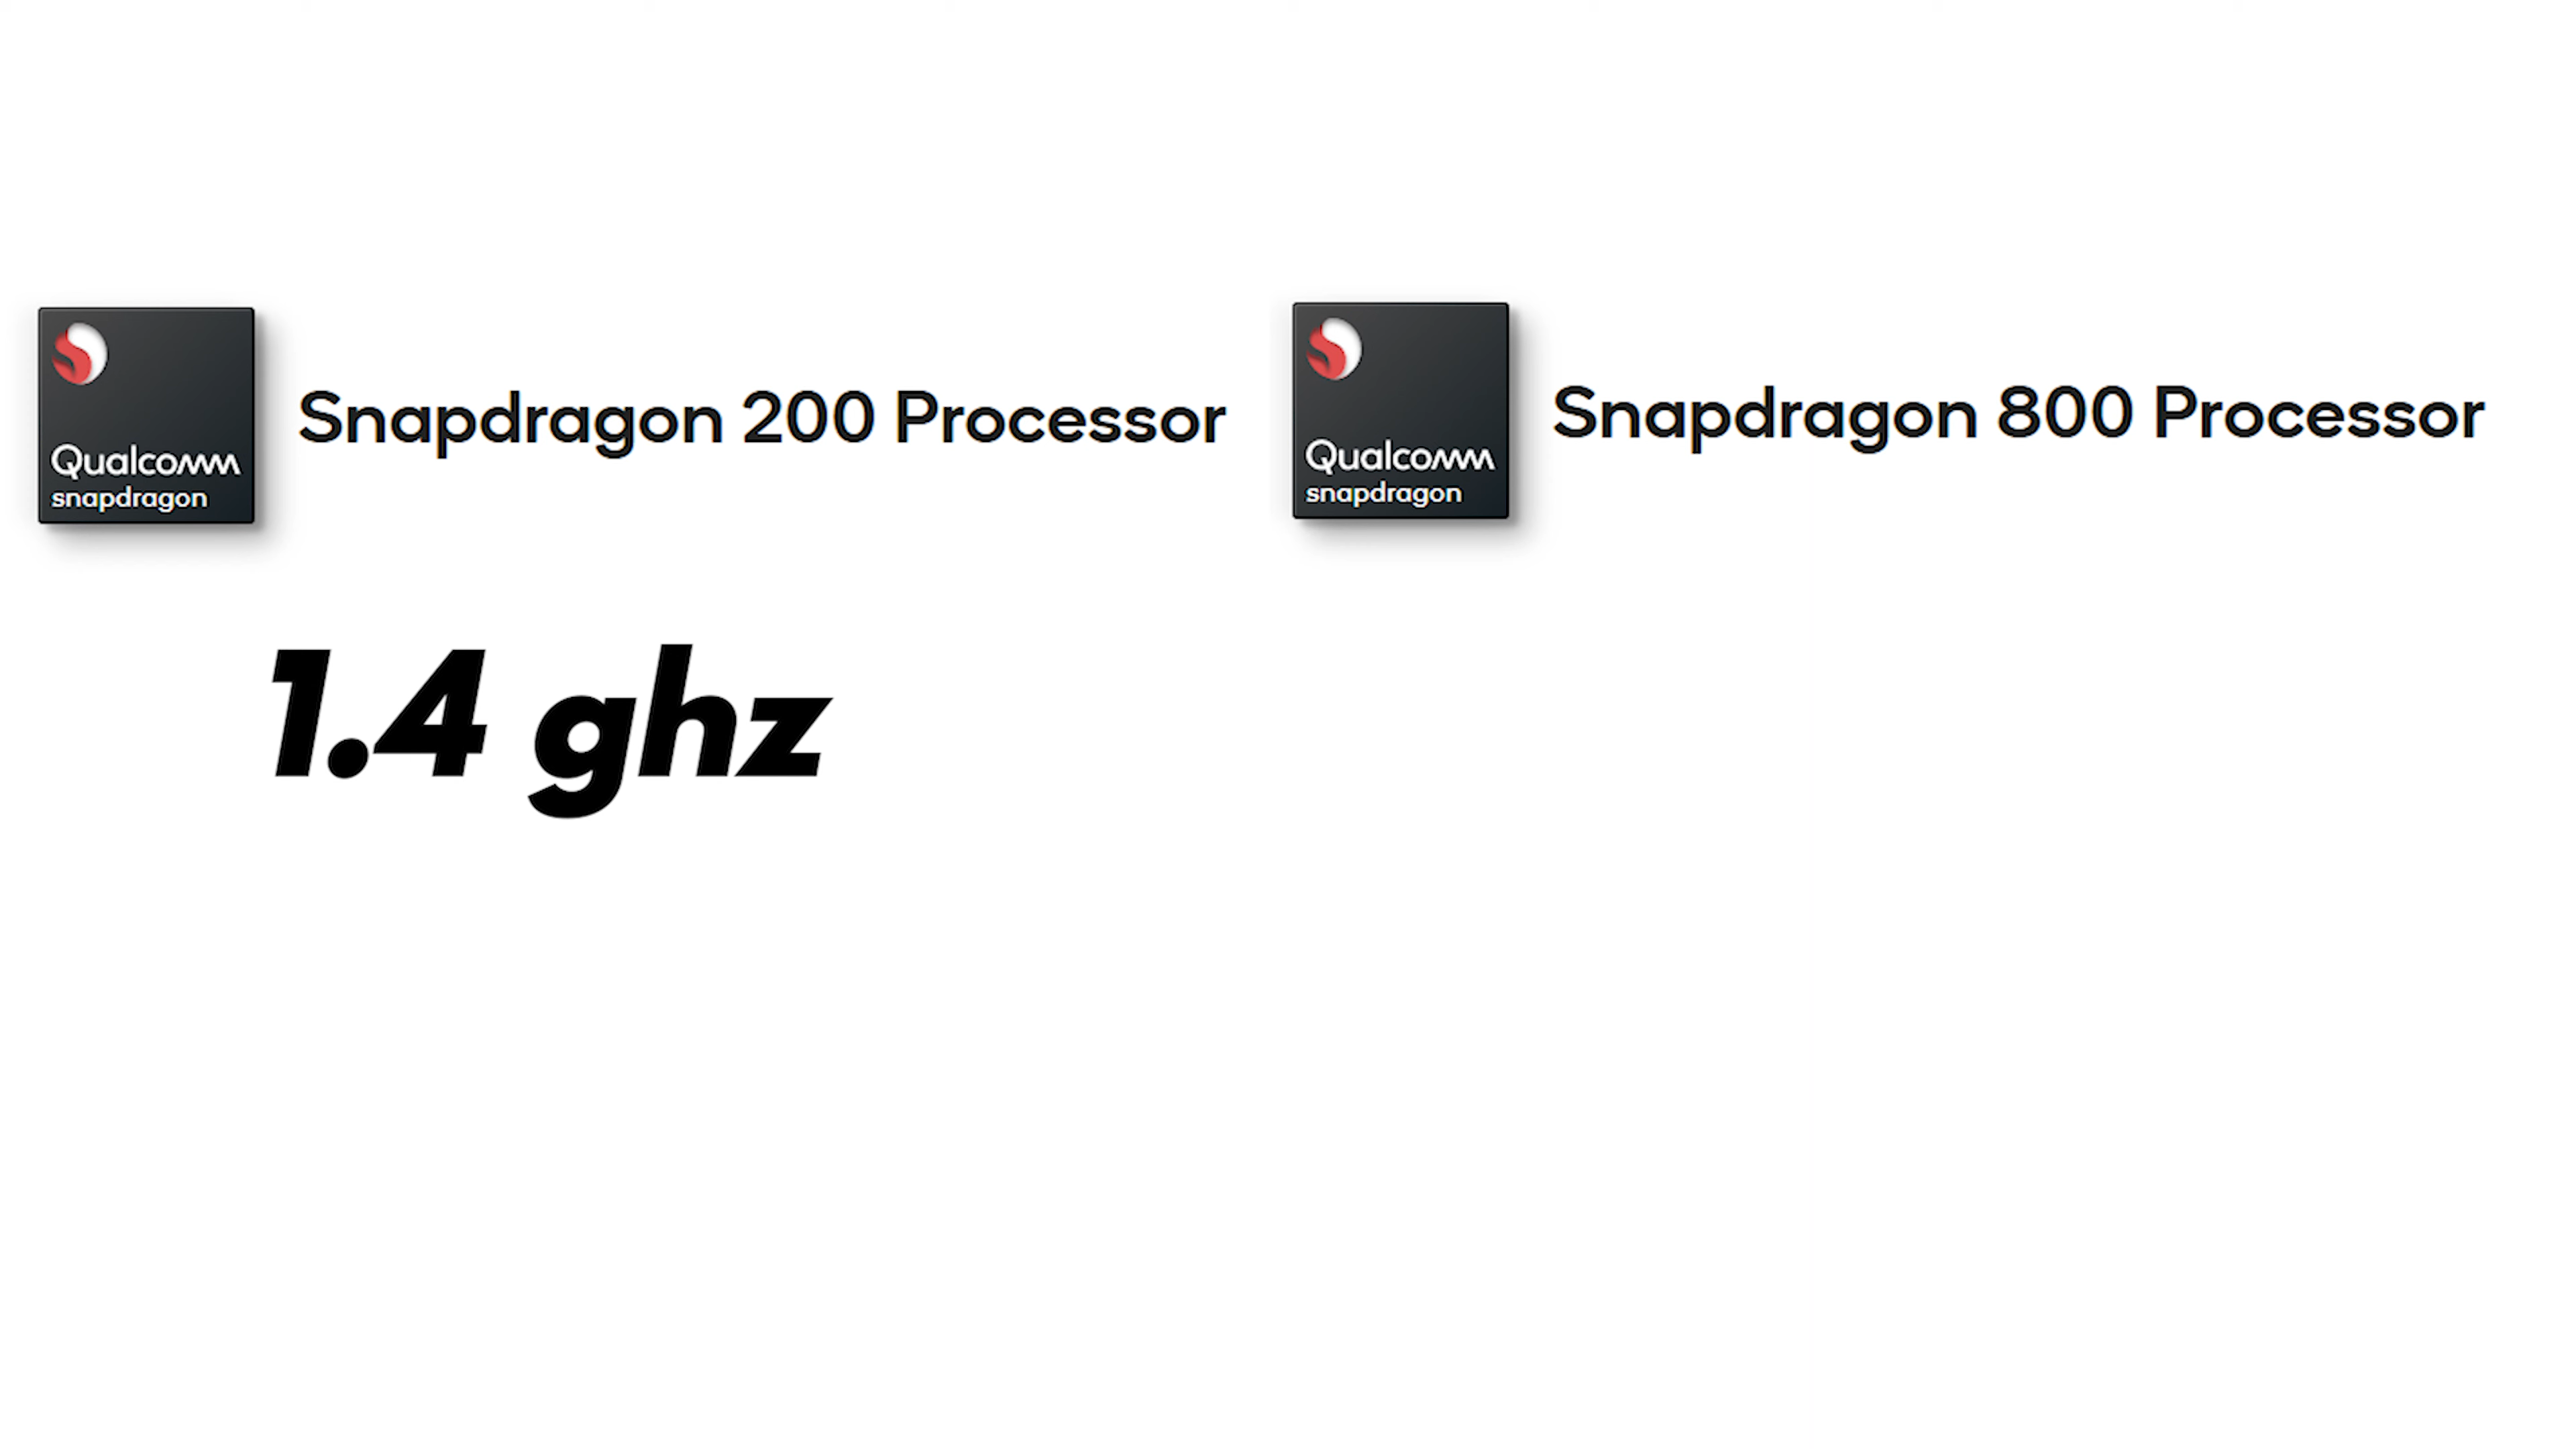 Qualcomm
snapdragon
Snapdragon 200 Processor
Qualcomm
snapdragon
Snapdragon 800 Processor
1.4 ghz